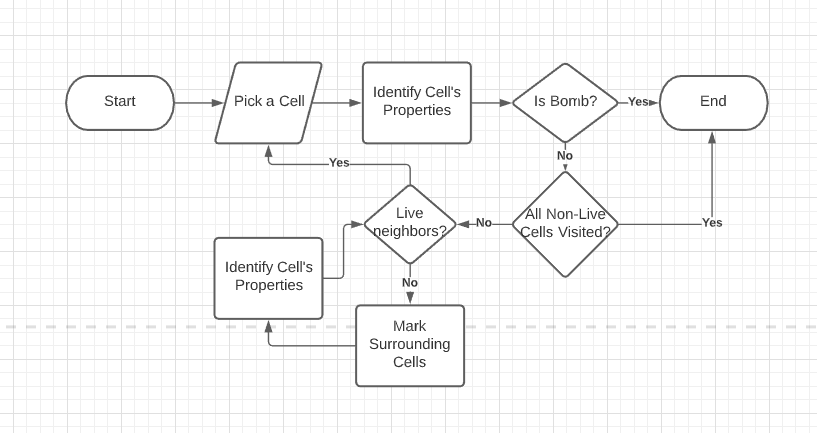 Start
Pick a Cell
Identify Cell's
Properties
Is Bomb?
Yes
End
No
Yes
Live
neighbors?
No
All Non-Live
Cells Visited?
Yes
Identify Cell's
Properties
No
Mark
Surrounding
Cells